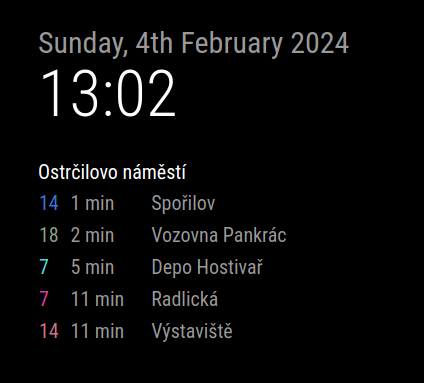 Sunday, 4th February 2024
13:02
Ostrčilovo náměstí
14 1 min Spořilov
18 2 min Vozovna Pankrác
7 5 min Depo Hostivař
7 11 min Radlická
14 11 min Výstaviště